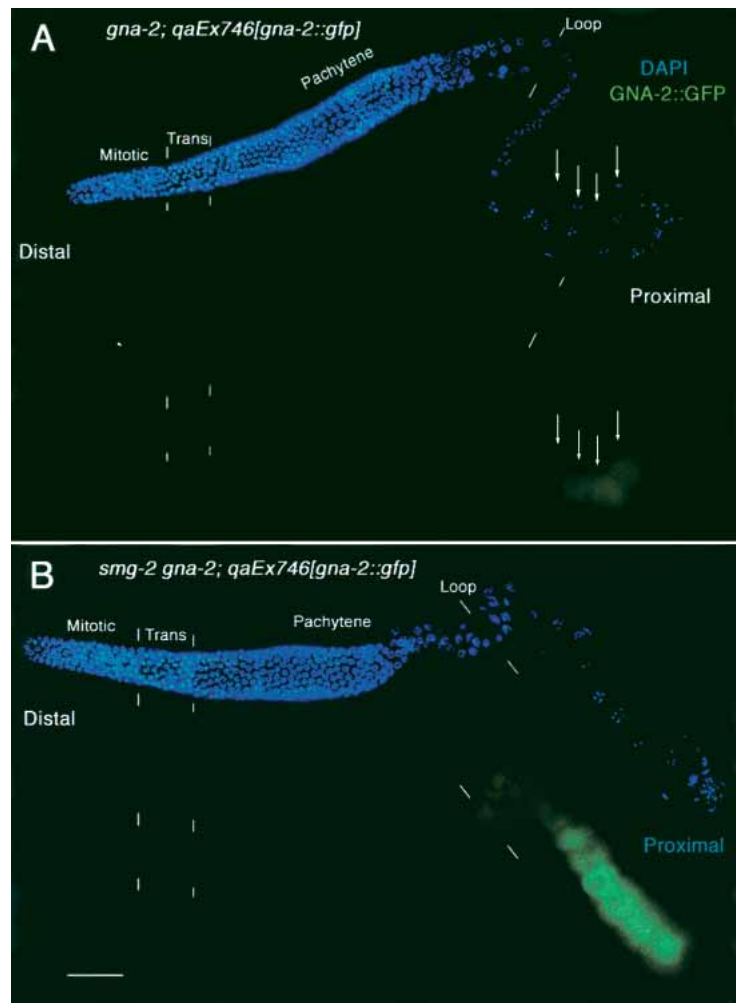 A
gna-2; qaEx746[gna-2::gfp]
Loop
DAPI
GNA-2::GFP
Pachytene
Trans
Mitotic
Distal
Proximal
B
smg-2 gna-2; qaEx746[gna-2::gfp]
Loop
Mitotic
Trans
Pachytene
Distal
Proximal